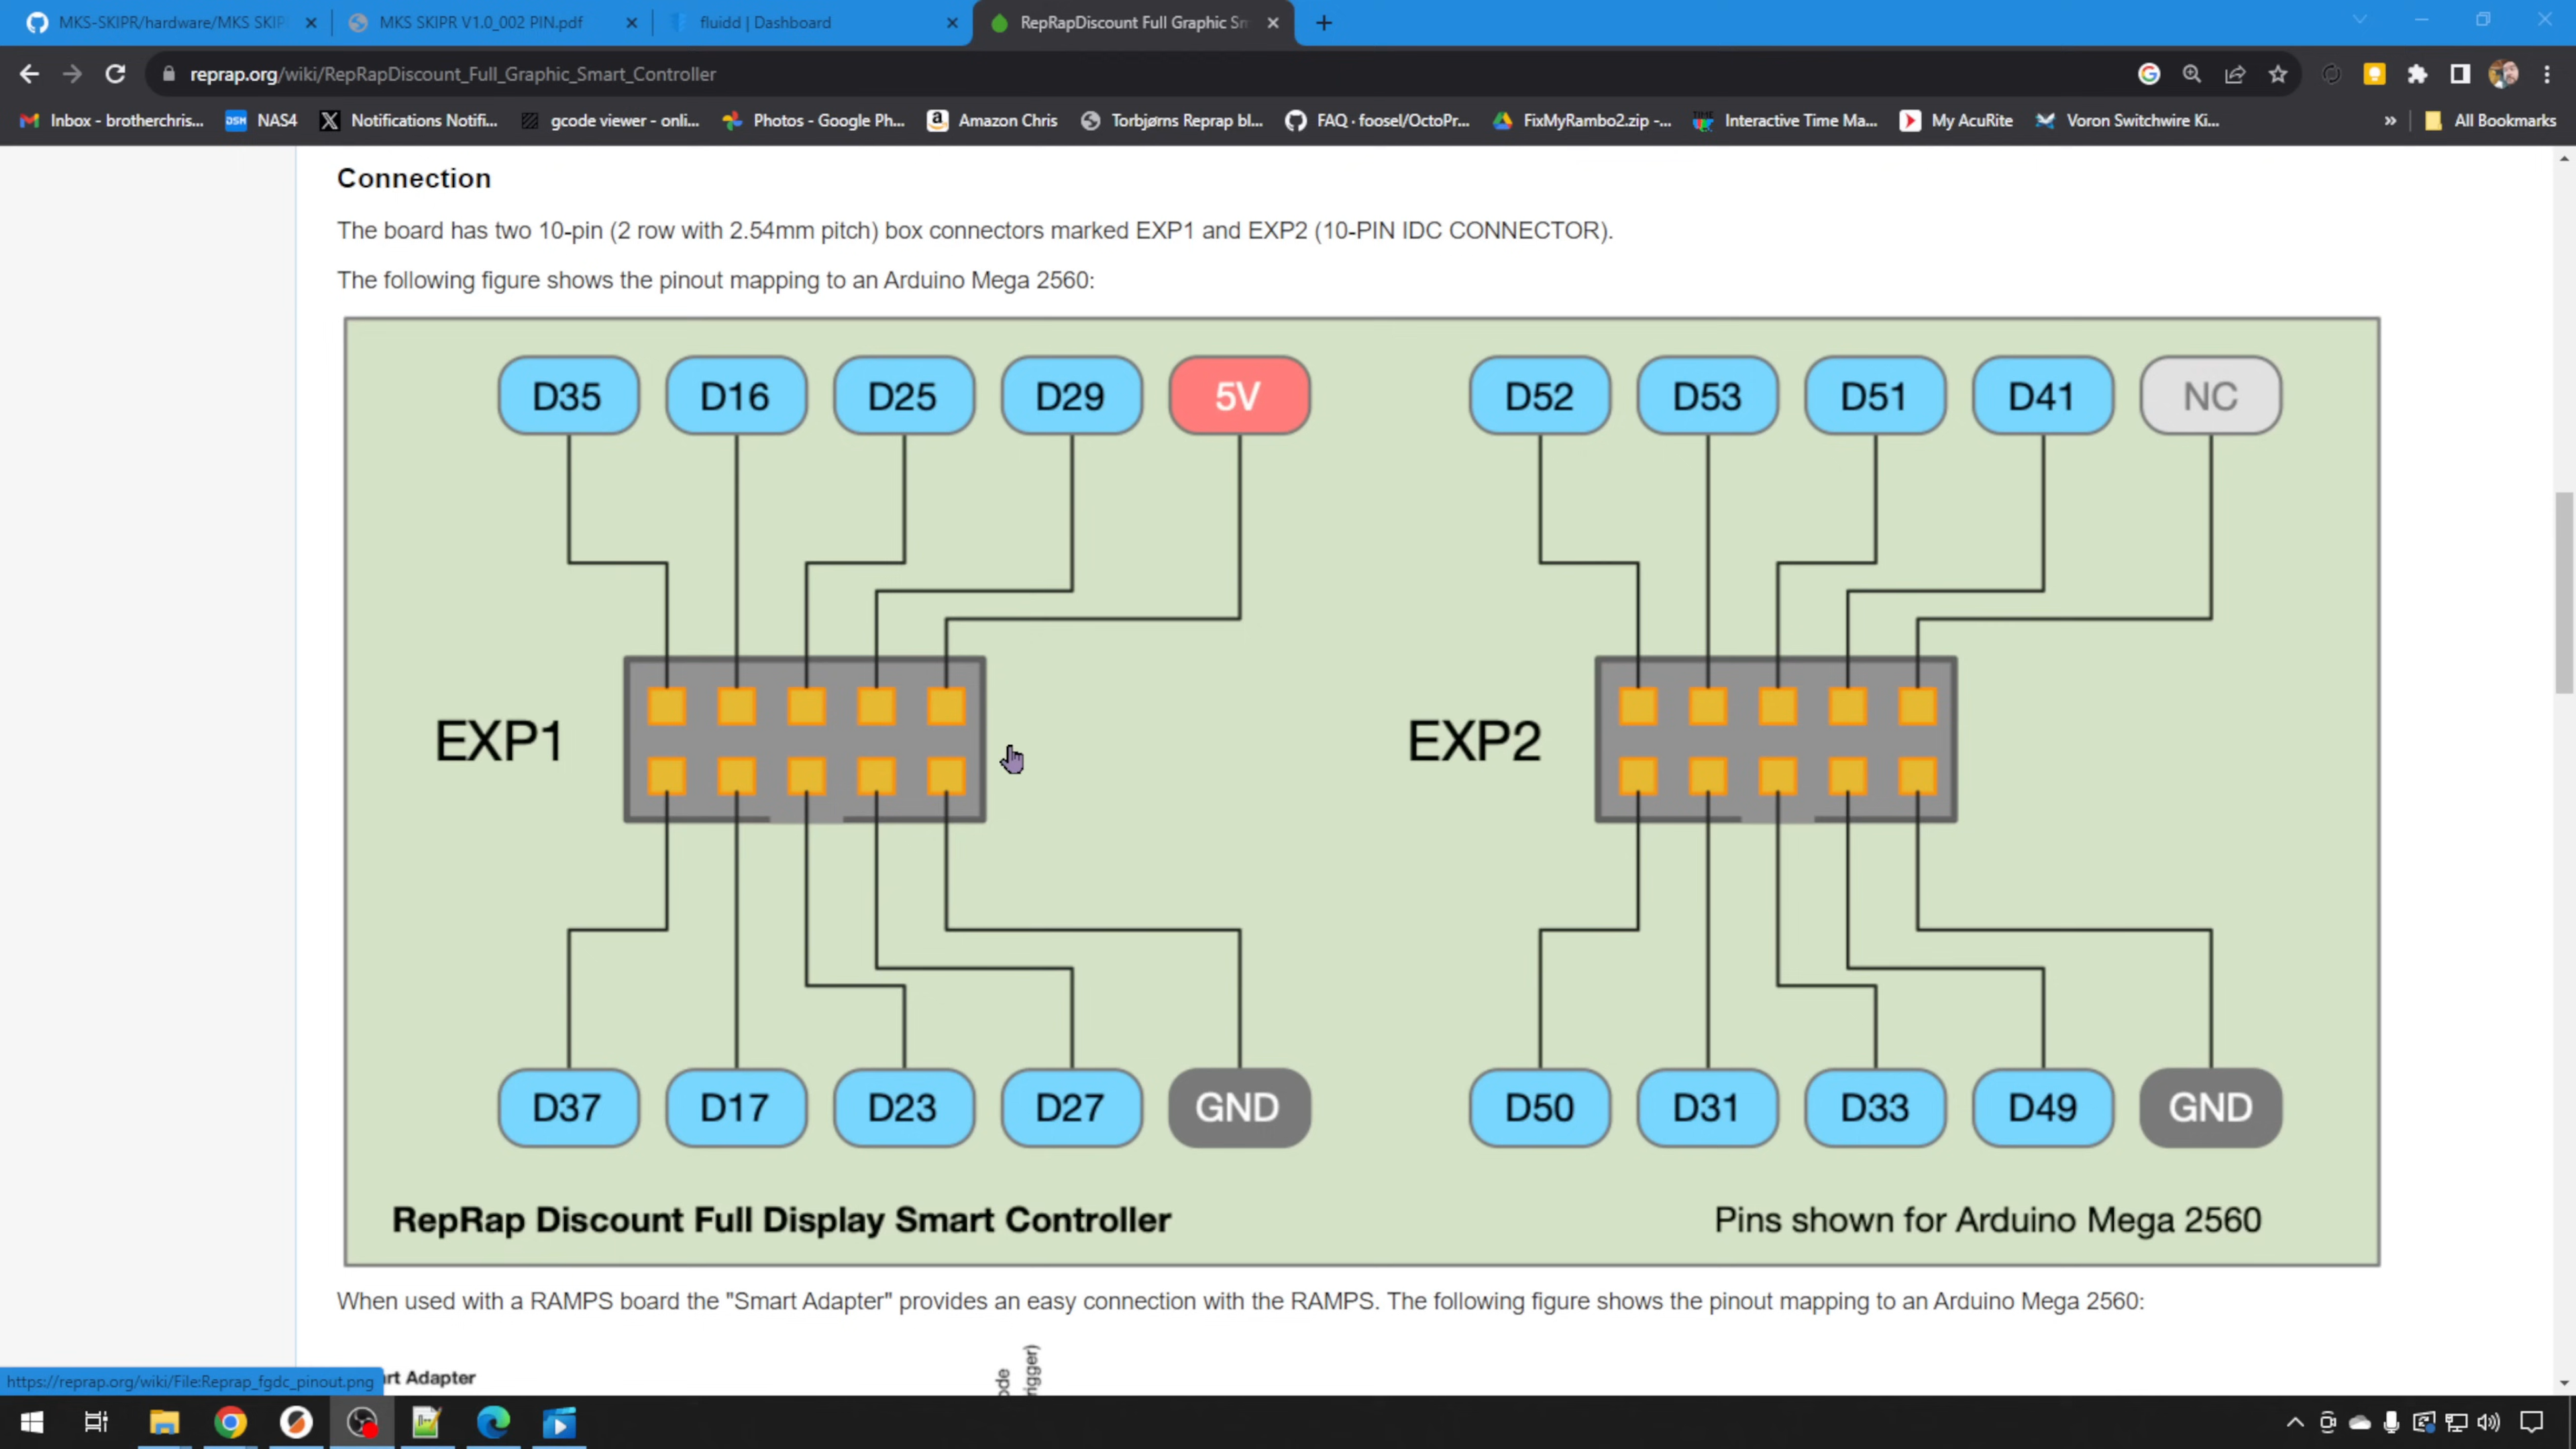 MKS-SKIPR/hardware/MKS SKIP
MKS SKIPR V1.0_002 PIN.pdf
fluidd | Dashboard
RepRapDiscount Full Graphic Sm
reprap.org/wiki/RepRapDiscount_Full_Graphic_Smart_Controller
Inbox - brotherchris...
DSM
NAS4
Notifications Notifi...
gcode viewer - onli...
Photos - Google Ph...
Amazon Chris
Torbjørns Reprap bl...
FAQ · foosel/OctoPr...
FixMyRambo2.zip -...
Interactive Time Ma...
My AcuRite
Voron Switchwire Ki...
»
All Bookmarks
Connection
The board has two 10-pin (2 row with 2.54mm pitch) box connectors marked EXP1 and EXP2 (10-PIN IDC CONNECTOR).
The following figure shows the pinout mapping to an Arduino Mega 2560:
D35 D16 D25 D29 5V
D52 D53 D51 D41 NC
EXP1
EXP2
D37 D17 D23 D27 GND
D50 D31 D33 D49 GND
RepRap Discount Full Display Smart Controller
Pins shown for Arduino Mega 2560
When used with a RAMPS board the "Smart Adapter" provides an easy connection with the RAMPS. The following figure shows the pinout mapping to an Arduino Mega 2560:
rt Adapter
ode
rigger)
https://reprap.org/wiki/File:Reprap_fgdc_pinout.png